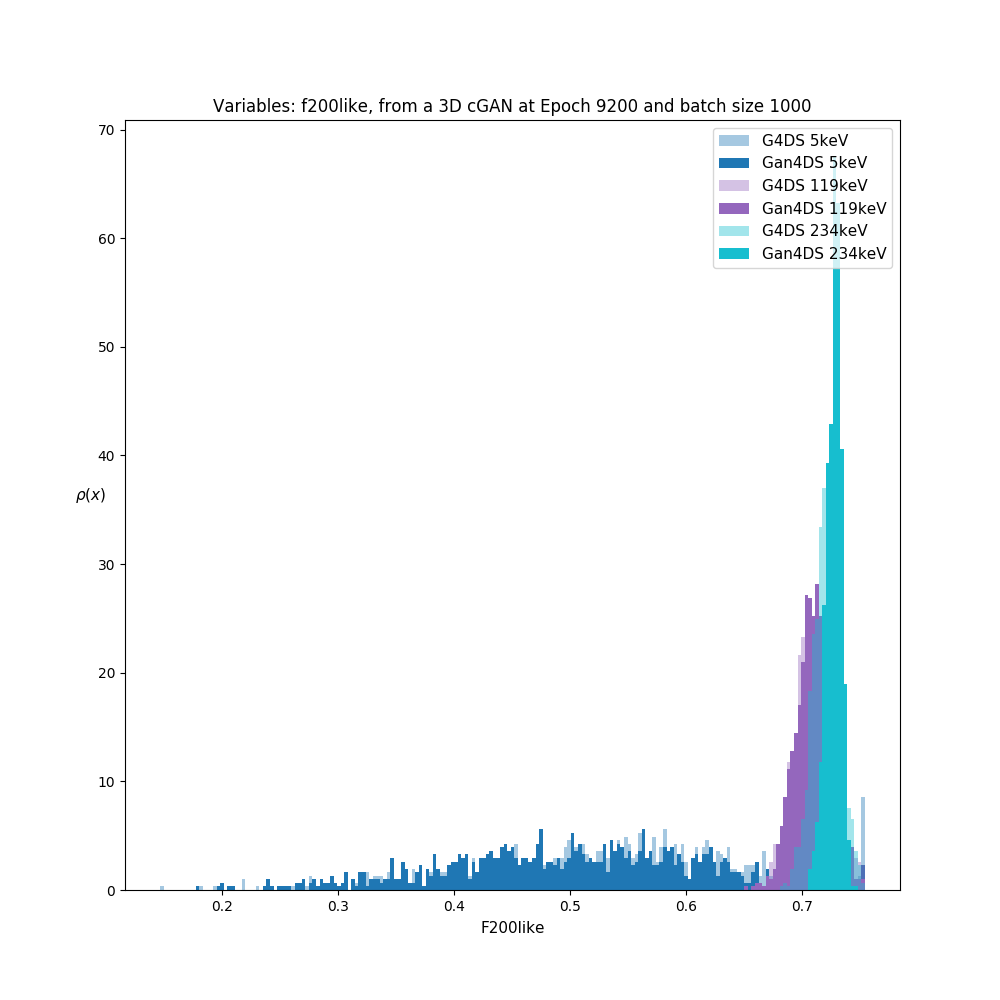 Variables: f200like, from a 3D cGAN at Epoch 9200 and batch size 1000
70
60
50
40
30
20
10
0
ρ(x)
G4DS 5keV
Gan4DS 5keV
G4DS 119keV
Gan4DS 119keV
G4DS 234keV
Gan4DS 234keV
0.2
0.3
0.4
0.5
0.6
0.7
F200like